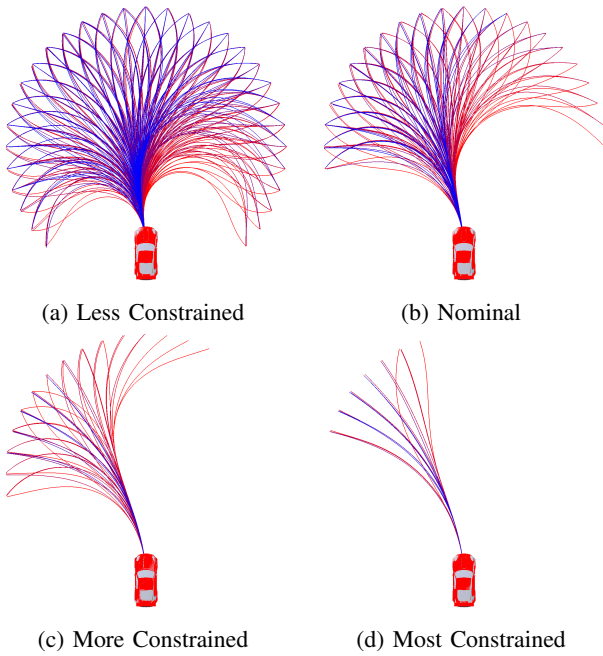 (a) Less Constrained
(b) Nominal
(c) More Constrained
(d) Most Constrained